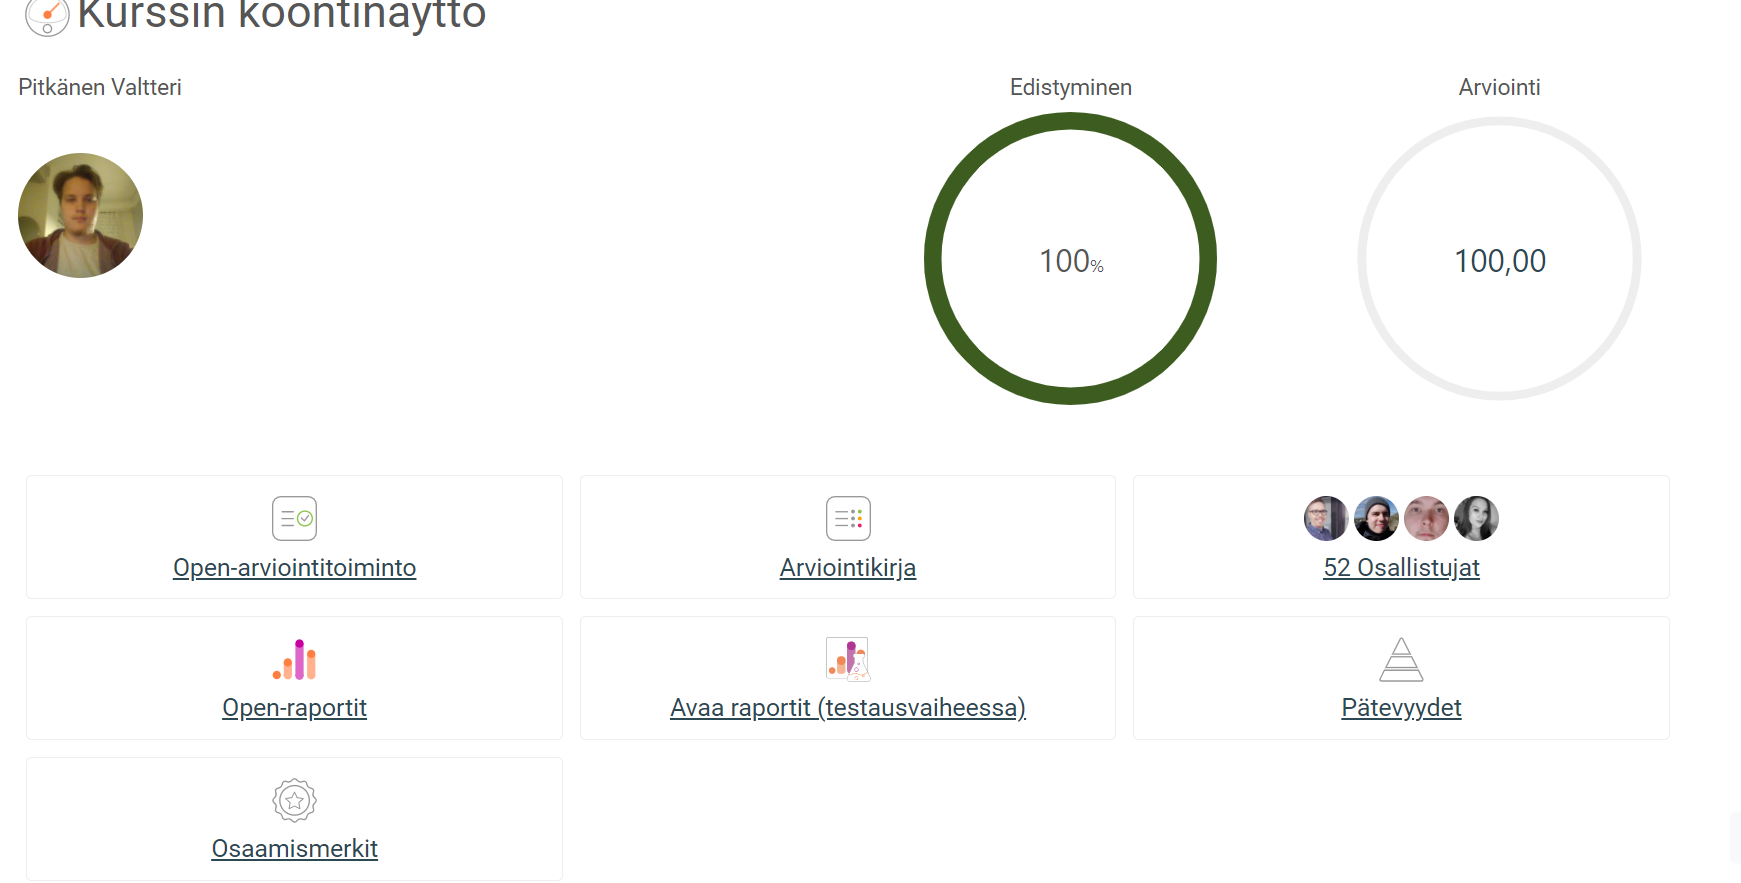 Kurssin koontinäyttö
Pitkänen Valtteri
Edistyminen
Arviointi
100%
100,00
Open-arviointitoiminto
Arviointikirja
52 Osallistujat
Open-raportit
Avaa raportit (testausvaiheessa)
Pätevyydet
Osaamismerkit